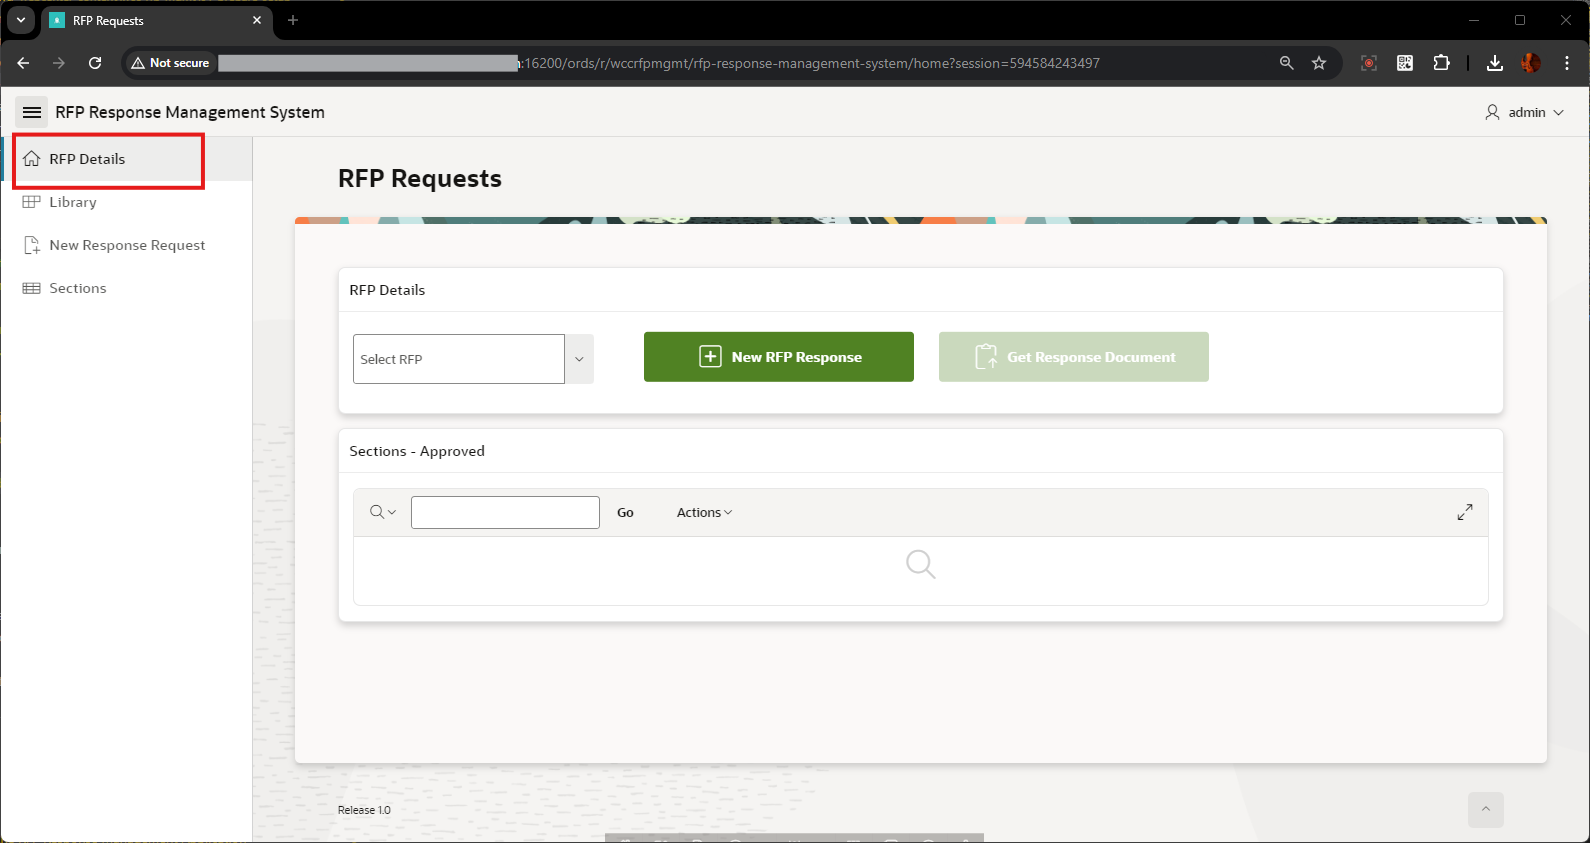 RFP Requests
Not secure
:16200/ords/r/wccrfpmgmt/rfp-response-management-system/home?session=594584243497
RFP Response Management System
admin
RFP Details
Library
New Response Request
Sections
RFP Requests
RFP Details
Select RFP
New RFP Response
Get Response Document
Sections - Approved
Go
Actions
Release 1.0